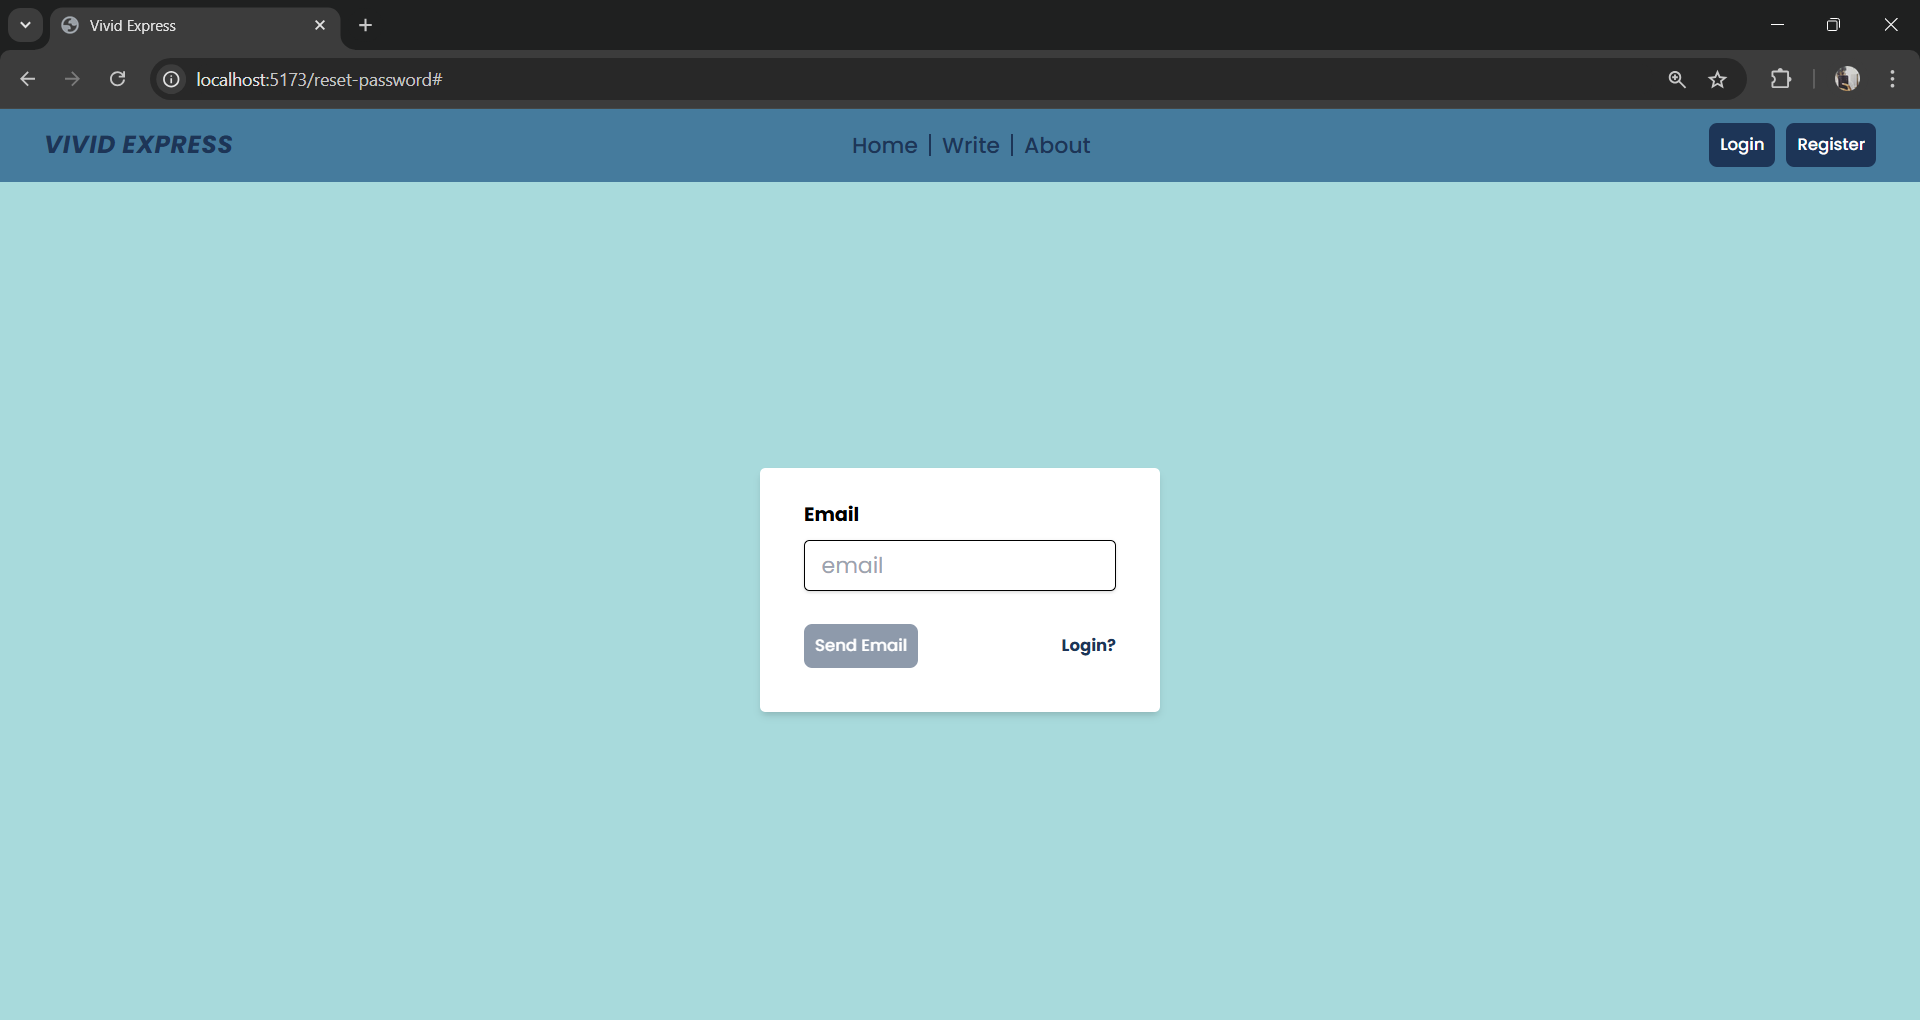 Vivid Express
localhost:5173/reset-password#
VIVID EXPRESS
Home | Write | About
Login
Register
Email
email
Send Email
Login?